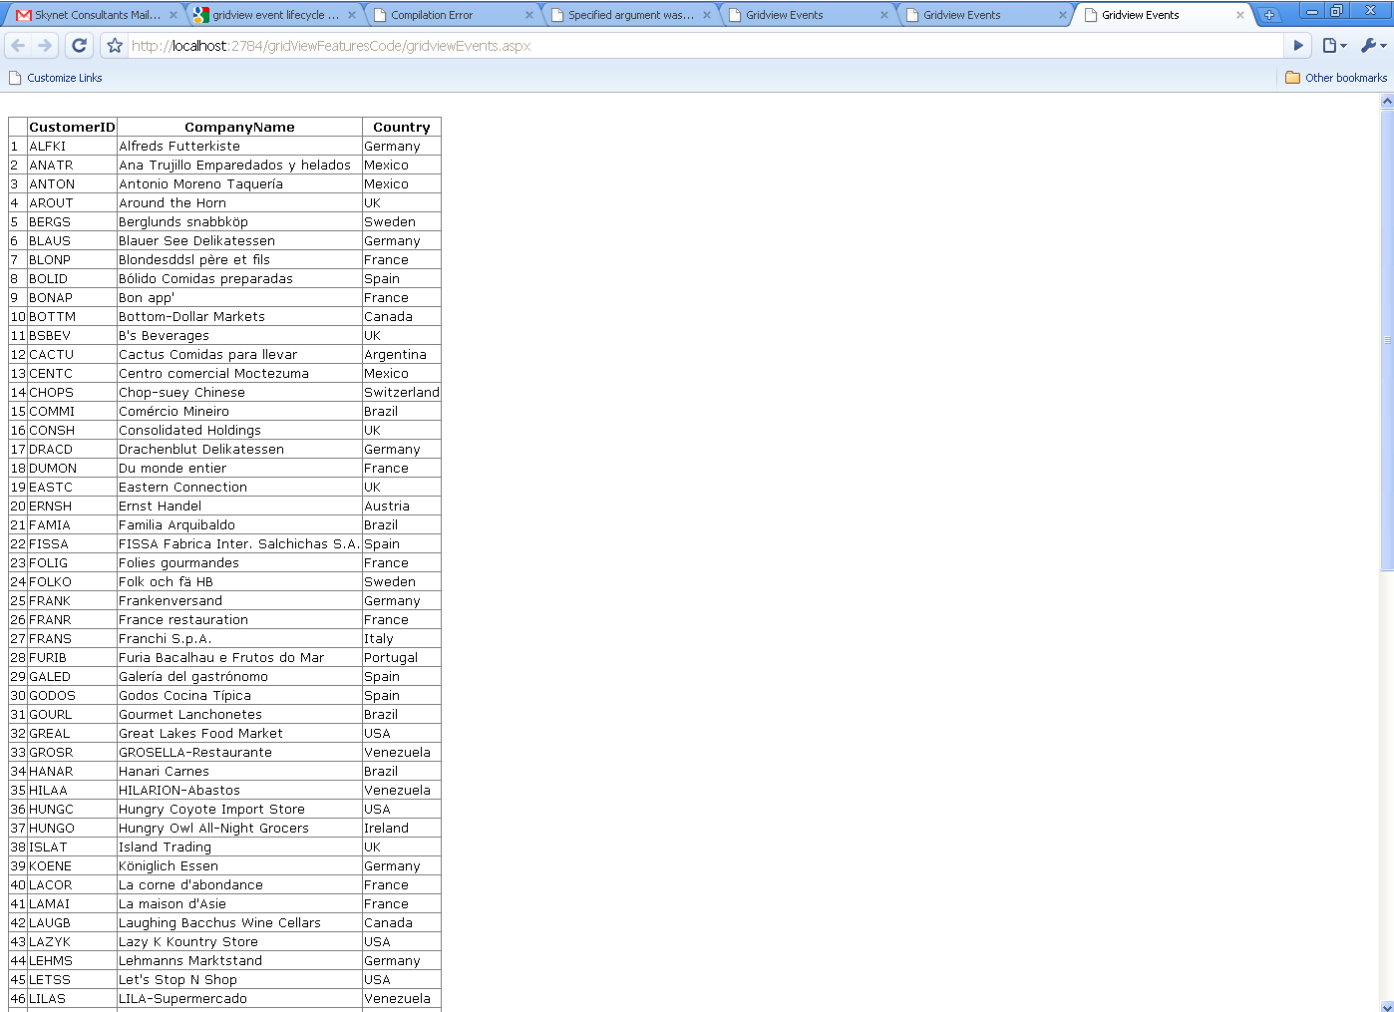 Skynet Consultants Mail... gridview event lifecycle ... Compilation Error Specified argument was... Gridview Events Gridview Events Gridview Events
http://localhost:2784/gridViewFeaturesCode/gridviewEvents.aspx
Customize Links Other bookmarks
CustomerID CompanyName Country
1 ALFKI Alfreds Futterkiste Germany
2 ANATR Ana Trujillo Emparedados y helados Mexico
3 ANTON Antonio Moreno Taquería Mexico
4 AROUT Around the Horn UK
5 BERGS Berglunds snabbköp Sweden
6 BLAUS Blauer See Delikatessen Germany
7 BLONP Blondesddsl père et fils France
8 BOLID Bólido Comidas preparadas Spain
9 BONAP Bon app' France
10 BOTTM Bottom-Dollar Markets Canada
11 BSBEV B's Beverages UK
12 CACTU Cactus Comidas para llevar Argentina
13 CENTC Centro comercial Moctezuma Mexico
14 CHOPS Chop-suey Chinese Switzerland
15 COMMI Comércio Mineiro Brazil
16 CONSH Consolidated Holdings UK
17 DRACD Drachenblut Delikatessen Germany
18 DUMON Du monde entier France
19 EASTC Eastern Connection UK
20 ERNSH Ernst Handel Austria
21 FAMIA Familia Arquibaldo Brazil
22 FISSA FISSA Fabrica Inter. Salchichas S.A. Spain
23 FOLIG Folies gourmandes France
24 FOLKO Folk och fä HB Sweden
25 FRANK Frankenversand Germany
26 FRANR France restauration France
27 FRANS Franchi S.p.A. Italy
28 FURIB Furia Bacalhau e Frutos do Mar Portugal
29 GALED Galería del gastrónomo Spain
30 GODOS Godos Cocina Típica Spain
31 GOURL Gourmet Lanchonetes Brazil
32 GREAL Great Lakes Food Market USA
33 GROSR GROSELLA-Restaurante Venezuela
34 HANAR Hanari Carnes Brazil
35 HILAA HILARION-Abastos Venezuela
36 HUNGC Hungry Coyote Import Store USA
37 HUNGO Hungry Owl All-Night Grocers Ireland
38 ISLAT Island Trading UK
39 KOENE Königlich Essen Germany
40 LACOR La corne d'abondance France
41 LAMAI La maison d'Asie France
42 LAUGB Laughing Bacchus Wine Cellars Canada
43 LAZYK Lazy K Kountry Store USA
44 LEHMS Lehmanns Marktstand Germany
45 LETSS Let's Stop N Shop USA
46 LILAS LILA-Supermercado Venezuela